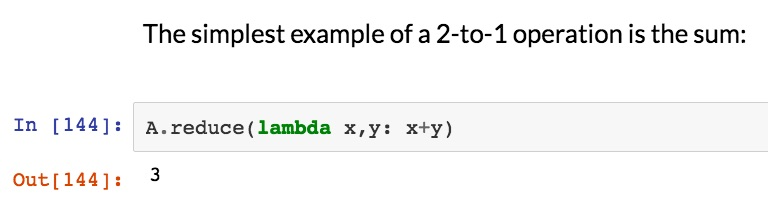 The simplest example of a 2-to-1 operation is the sum:
In [144]: A.reduce(lambda x,y: x+y)
Out[144]: 3